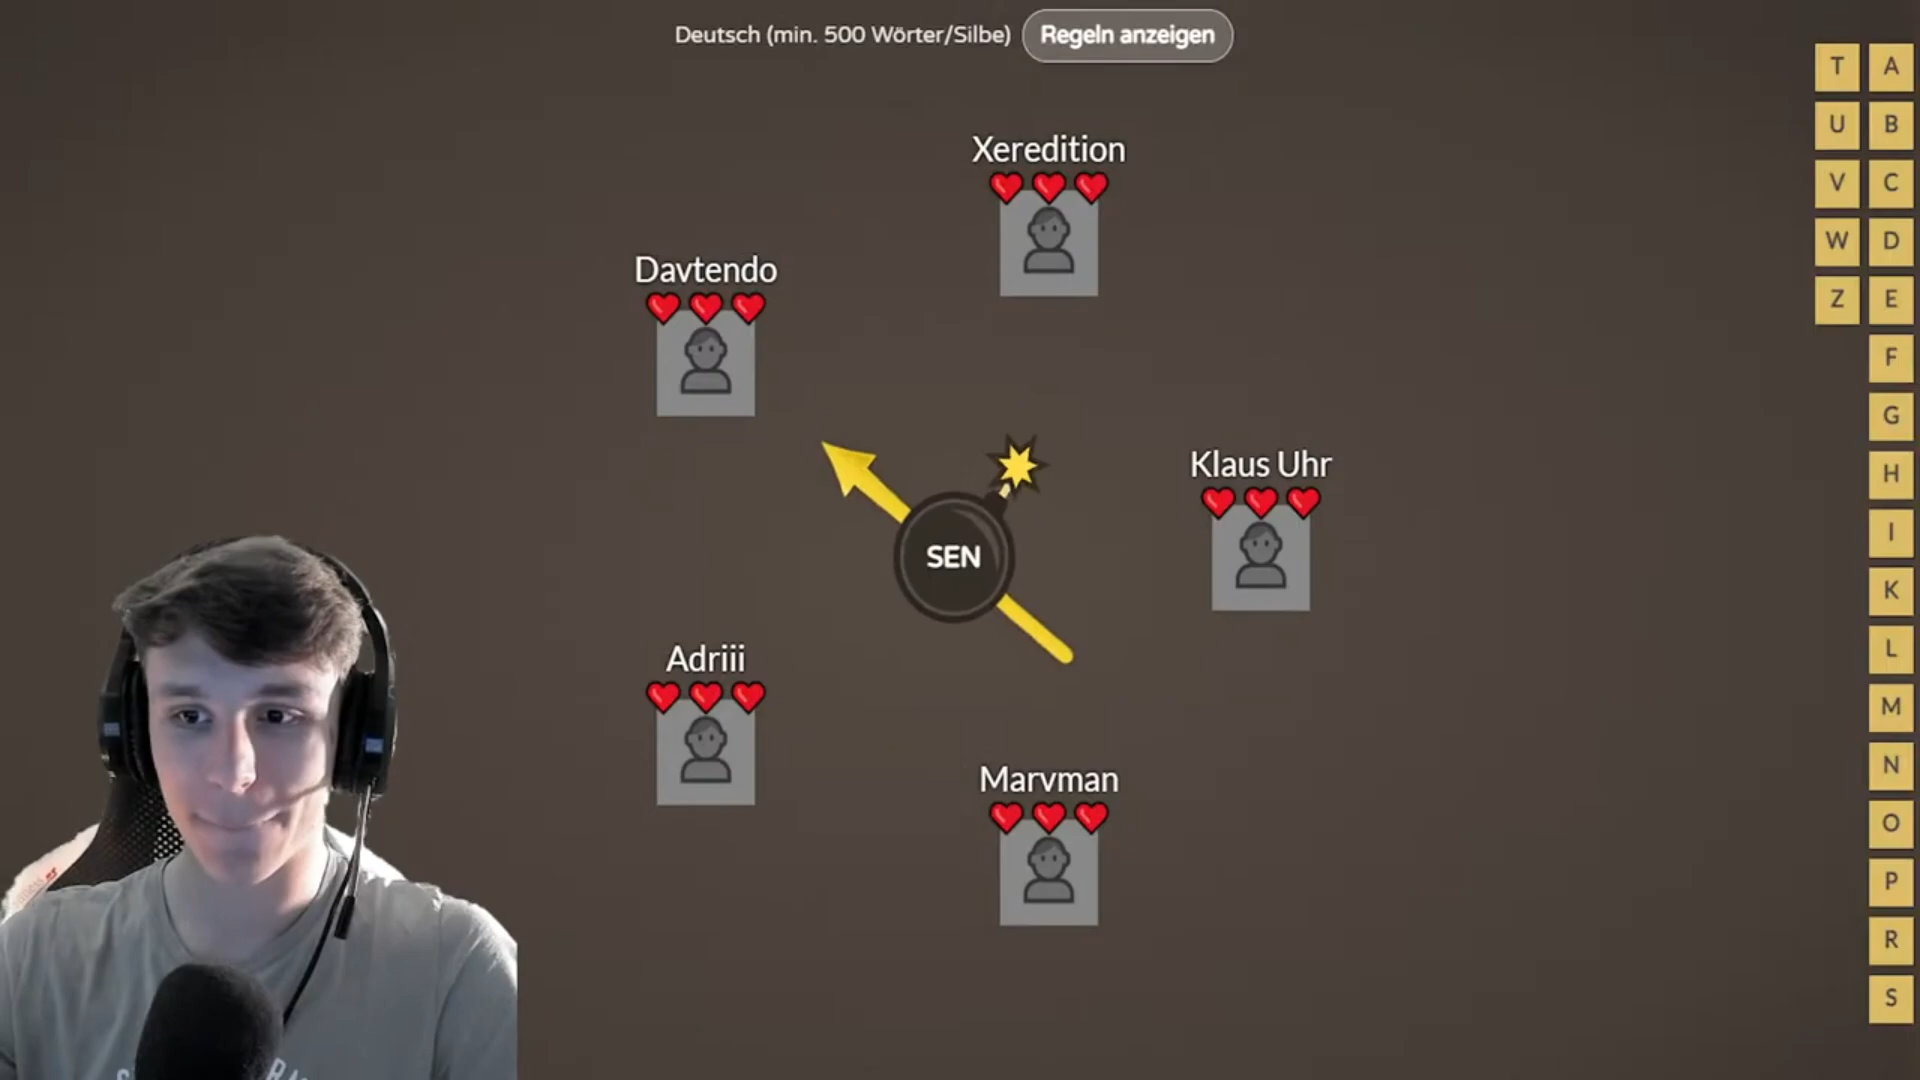 Deutsch (min. 500 Wörter/Silbe)
Regeln anzeigen
Xeredition
Davtendo
Klaus Uhr
SEN
Adriii
Marvman
T A
U B
V C
W D
Z E
F
G
H
I
K
L
M
N
O
P
R
S